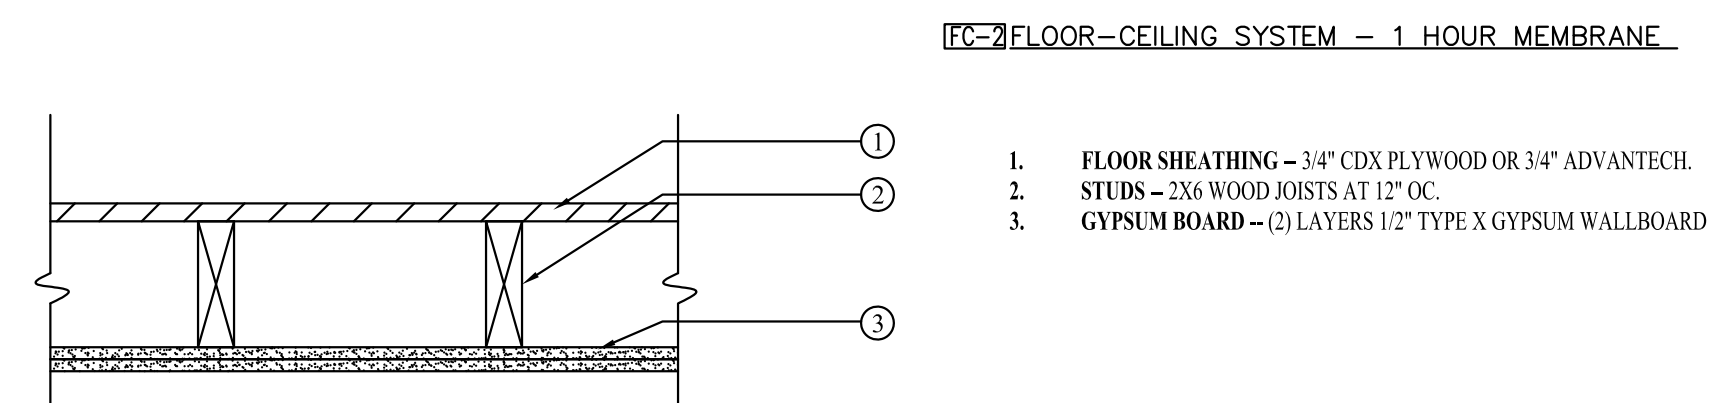 FC-2 FLOOR-CEILING SYSTEM - 1 HOUR MEMBRANE
1
1. FLOOR SHEATHING – 3/4" CDX PLYWOOD OR 3/4" ADVANTECH.
2
2. STUDS – 2X6 WOOD JOISTS AT 12" OC.
3. GYPSUM BOARD -- (2) LAYERS 1/2" TYPE X GYPSUM WALLBOARD
3